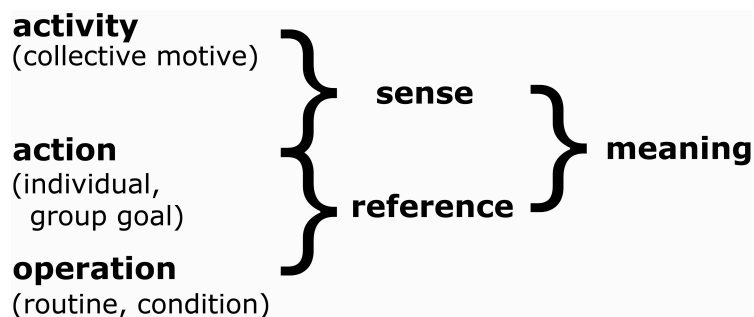 activity
(collective motive)
sense
action
meaning
(individual,
group goal)
reference
operation
(routine, condition)